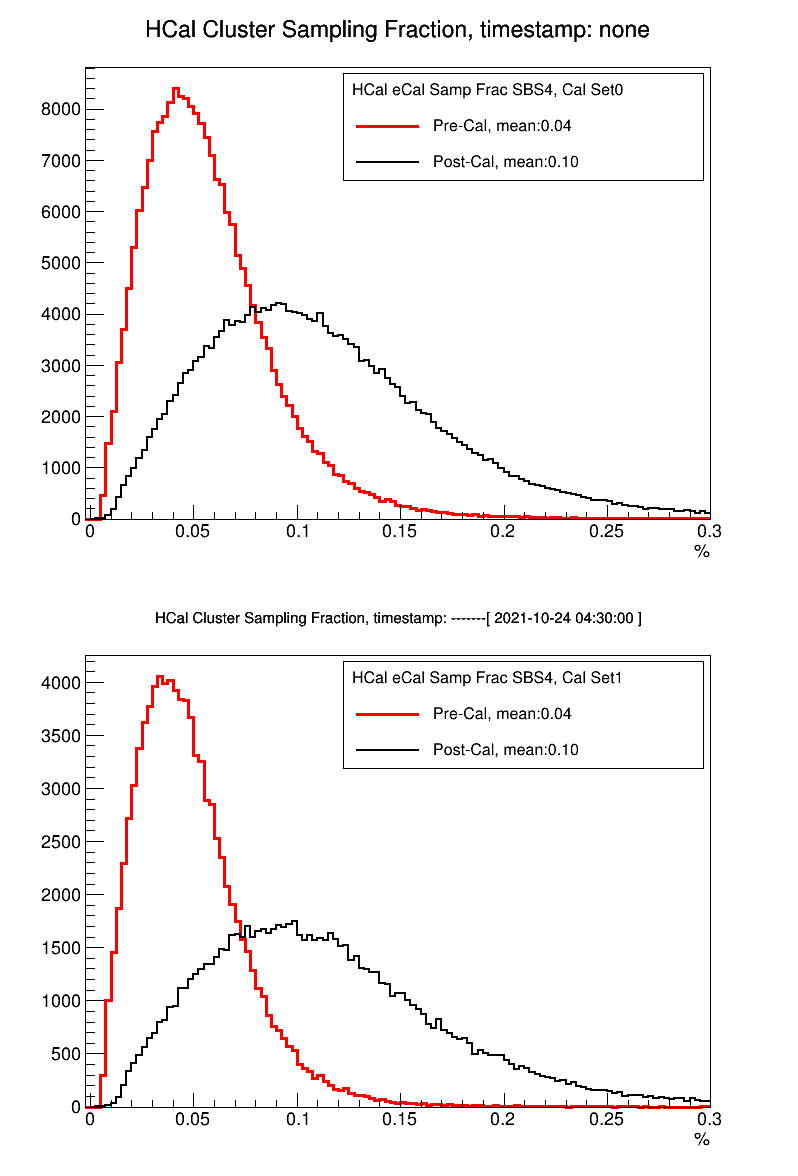 HCal Cluster Sampling Fraction, timestamp: none
HCal eCal Samp Frac SBS4, Cal Set0
Pre-Cal, mean:0.04
Post-Cal, mean:0.10
8000
7000
6000
5000
4000
3000
2000
1000
0
0 0.05 0.1 0.15 0.2 0.25 0.3
%
HCal Cluster Sampling Fraction, timestamp: -------[ 2021-10-24 04:30:00 ]
HCal eCal Samp Frac SBS4, Cal Set1
Pre-Cal, mean:0.04
Post-Cal, mean:0.10
4000
3500
3000
2500
2000
1500
1000
500
0
0 0.05 0.1 0.15 0.2 0.25 0.3
%